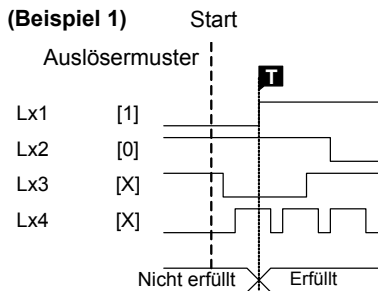 (Beispiel 1) Start
Auslösermuster
T
Lx1 [1]
Lx2 [0]
Lx3 [X]
Lx4 [X]
Nicht erfüllt Erfüllt